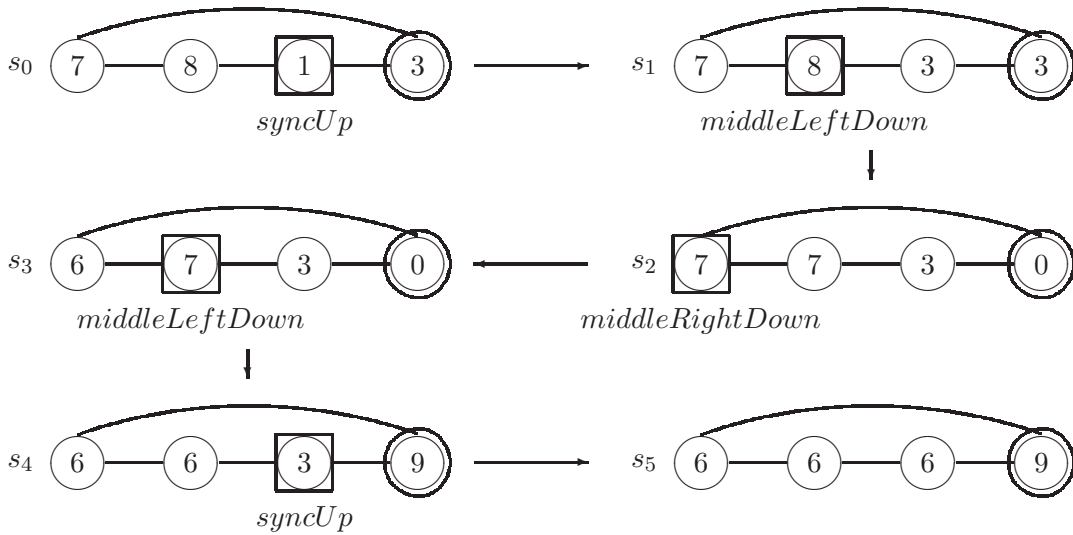 s₀ 7 8 1 3 s₁ 7 8 3 3
syncUp middleLeftDown
s₃ 6 7 3 0 s₂ 7 7 3 0
middleLeftDown middleRightDown
s₄ 6 6 3 9 s₅ 6 6 6 9
syncUp